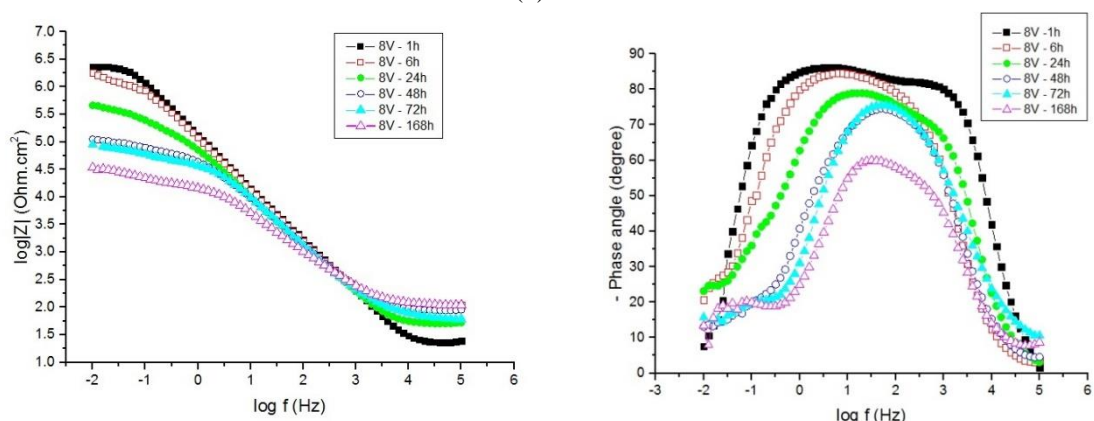 7.0
6.5
6.0
5.5
5.0
4.5
4.0
3.5
3.0
2.5
2.0
1.5
1.0
log|Z| (Ohm.cm²)
-2 -1 0 1 2 3 4 5 6
log f (Hz)
8V - 1h
8V - 6h
8V - 24h
8V - 48h
8V - 72h
8V - 168h
90
80
70
60
50
40
30
20
10
0
- Phase angle (degree)
-3 -2 -1 0 1 2 3 4 5 6
log f (Hz)
8V -1h
8V - 6h
8V - 24h
8V - 48h
8V - 72h
8V - 168h